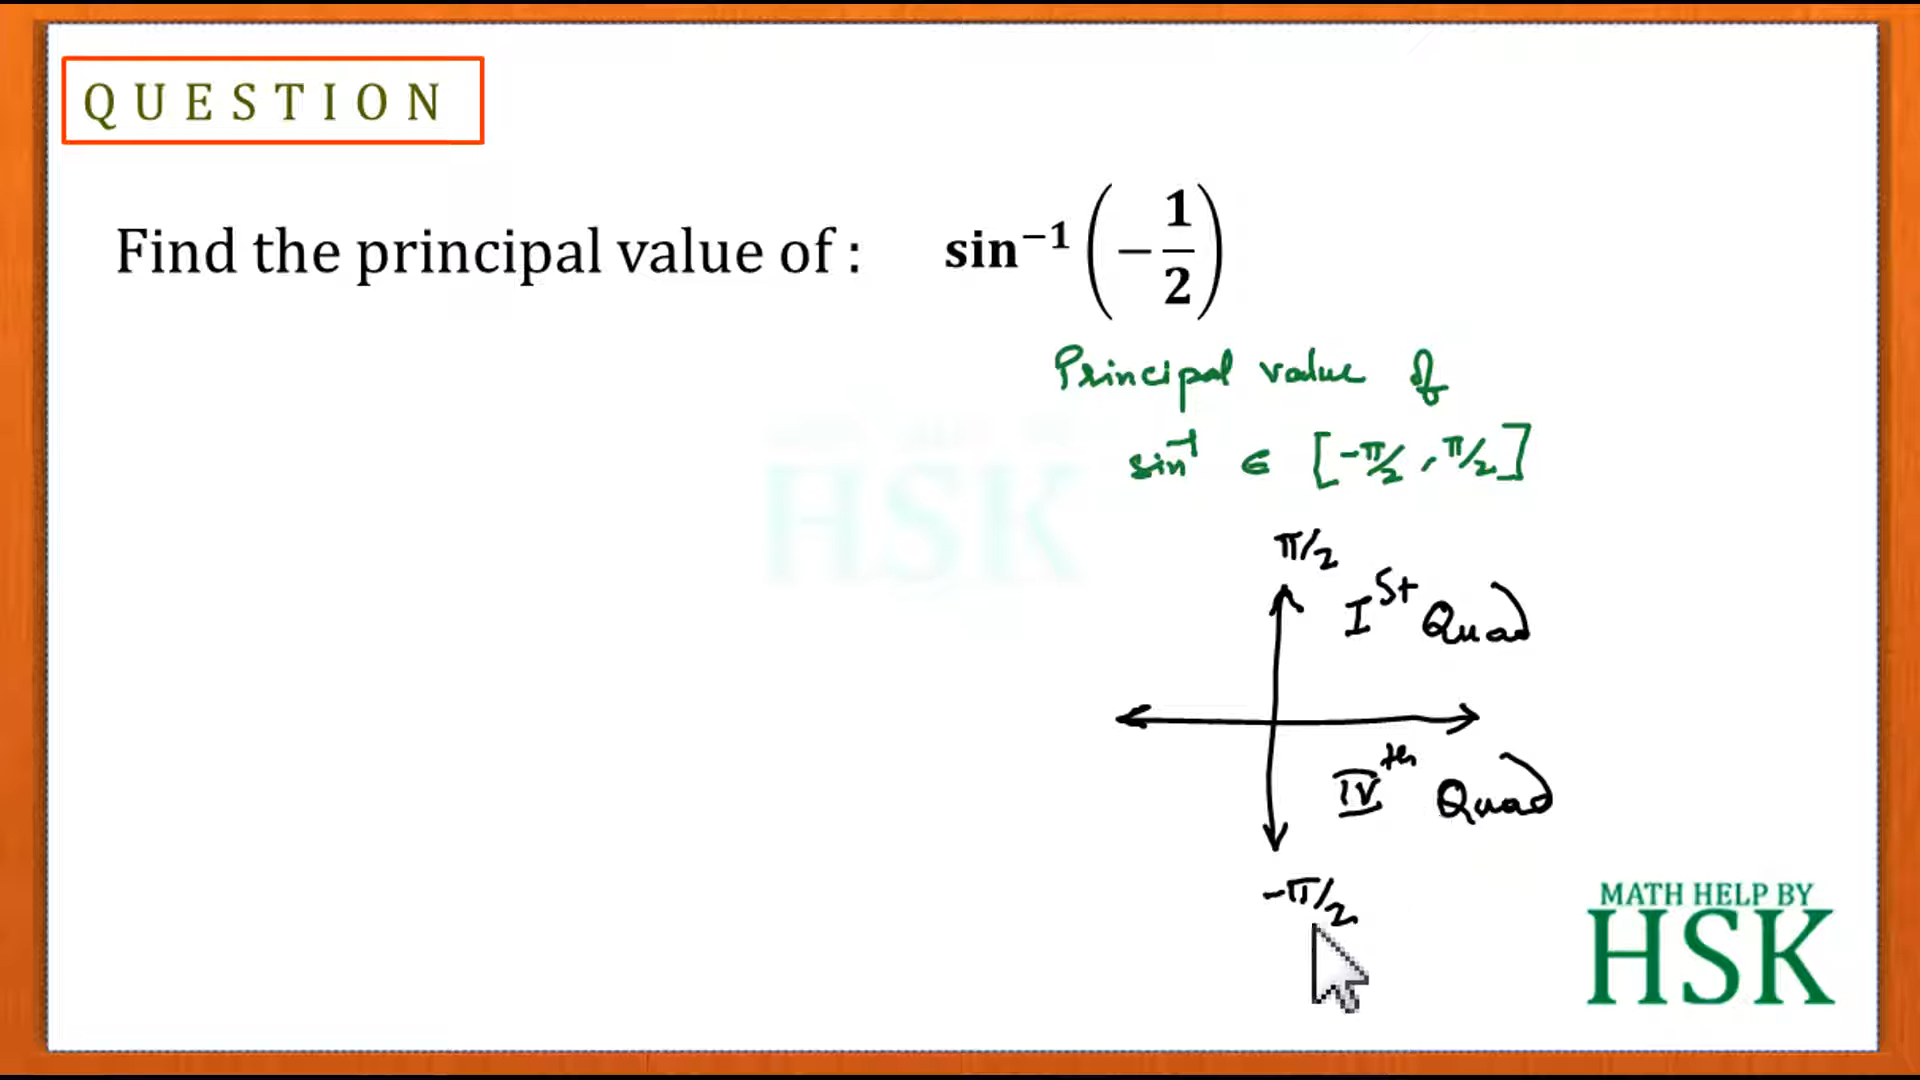 QUESTION
Find the principal value of : sin⁻¹(−1/2)
Principal value of
sin⁻¹ ∈ [-π/2, π/2]
π/2
Iˢᵗ Quad
IVᵗʰ Quad
-π/2
MATH HELP BY
HSK
HSK